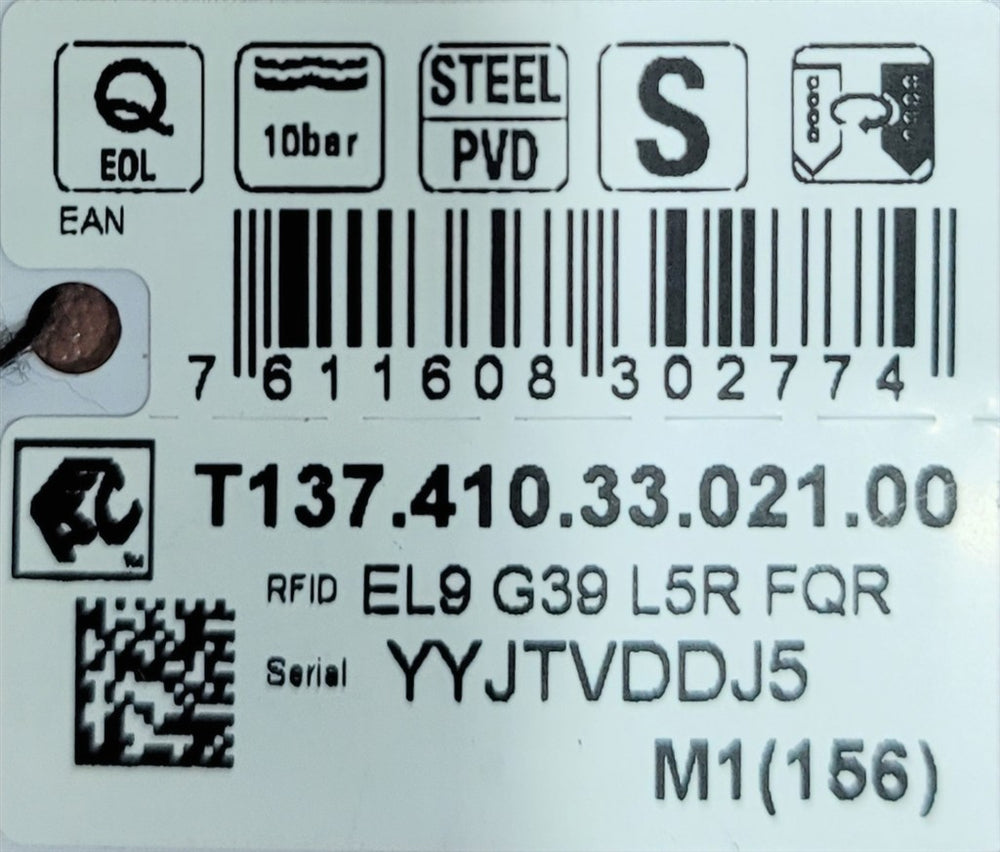 Q
EOL
10bar
STEEL
PVD
S
EAN
7 611608 302774
T137.410.33.021.00
RFID EL9 G39 L5R FQR
Serial YYJTVDDJ5
M1(156)